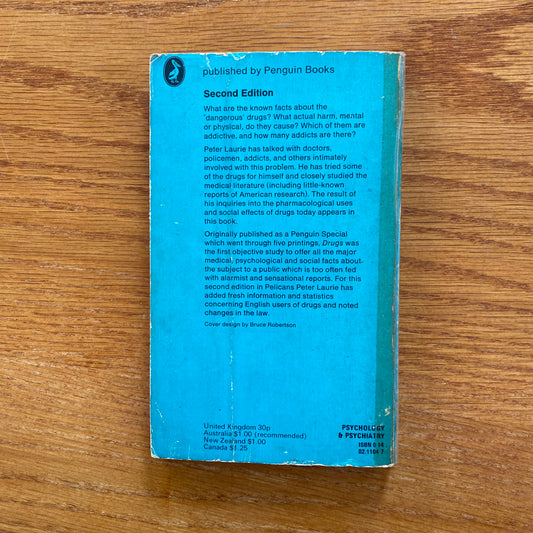 published by Penguin Books
Second Edition
What are the known facts about the
'dangerous' drugs? What actual harm, mental
or physical, do they cause? Which of them are
addictive, and how many addicts are there?
Peter Laurie has talked with doctors,
policemen, addicts, and others intimately
involved with this problem. He has tried some
of the drugs for himself and closely studied the
medical literature (including little-known
reports of American research). The result of
his inquiries into the pharmacological uses
and social effects of drugs today appears in
this book.
Originally published as a Penguin Special
which went through five printings, Drugs was
the first objective study to offer all the major
medical, psychological and social facts about
the subject to a public which is too often fed
with alarmist and sensational reports. For this
second edition in Pelicans Peter Laurie has
added fresh information and statistics
concerning English users of drugs and noted
changes in the law.
Cover design by Bruce Robertson
United Kingdom 30p
Australia $1.00 (recommended)
New Zealand $1.00
Canada $1.25
PSYCHOLOGY
& PSYCHIATRY
ISBN 0 14
02.1104 7